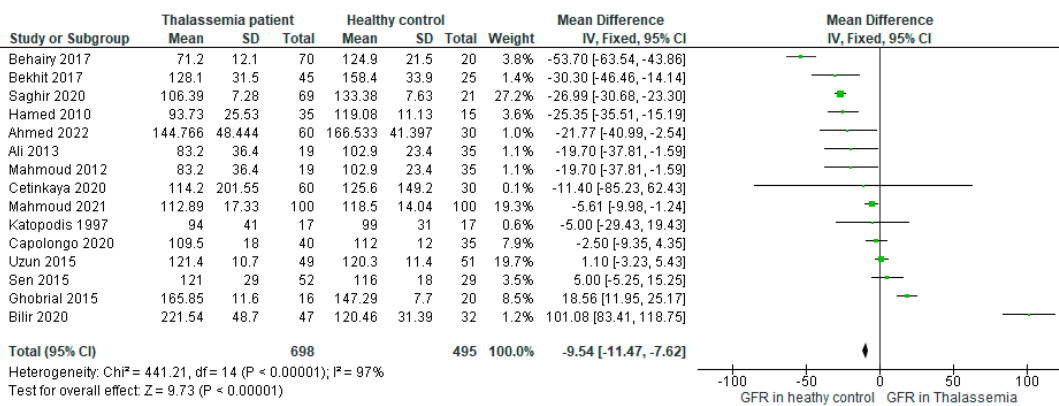 Thalassemia patient Healthy control Mean Difference Mean Difference
Study or Subgroup Mean SD Total Mean SD Total Weight IV, Fixed, 95% CI IV, Fixed, 95% CI
Behairy 2017 71.2 12.1 70 124.9 21.5 20 3.8% -53.70 [-63.54, -43.86]
Bekhit 2017 128.1 31.5 45 158.4 33.9 25 1.4% -30.30 [-46.46, -14.14]
Saghir 2020 106.39 7.28 69 133.38 7.63 21 27.2% -26.99 [-30.68, -23.30]
Hamed 2010 93.73 25.53 35 119.08 11.13 15 3.6% -25.35 [-35.51, -15.19]
Ahmed 2022 144.766 48.444 60 166.533 41.397 30 1.0% -21.77 [-40.99, -2.54]
Ali 2013 83.2 36.4 19 102.9 23.4 35 1.1% -19.70 [-37.81, -1.59]
Mahmoud 2012 83.2 36.4 19 102.9 23.4 35 1.1% -19.70 [-37.81, -1.59]
Cetinkaya 2020 114.2 201.55 60 125.6 149.2 30 0.1% -11.40 [-85.23, 62.43]
Mahmoud 2021 112.89 17.33 100 118.5 14.04 100 19.3% -5.61 [-9.98, -1.24]
Katopodis 1997 94 41 17 99 31 17 0.6% -5.00 [-29.43, 19.43]
Capolongo 2020 109.5 18 40 112 12 35 7.9% -2.50 [-9.35, 4.35]
Uzun 2015 121.4 10.7 49 120.3 11.4 51 19.7% 1.10 [-3.23, 5.43]
Sen 2015 121 29 52 116 18 29 3.5% 5.00 [-5.25, 15.25]
Ghobrial 2015 165.85 11.6 16 147.29 7.7 20 8.5% 18.56 [11.95, 25.17]
Bilir 2020 221.54 48.7 47 120.46 31.39 32 1.2% 101.08 [83.41, 118.75]
Total (95% CI) 698 495 100.0% -9.54 [-11.47, -7.62]
Heterogeneity: Chi² = 441.21, df = 14 (P < 0.00001); I² = 97%
Test for overall effect: Z = 9.73 (P < 0.00001)
-100 -50 0 50 100
GFR in heathy control GFR in Thalassemia